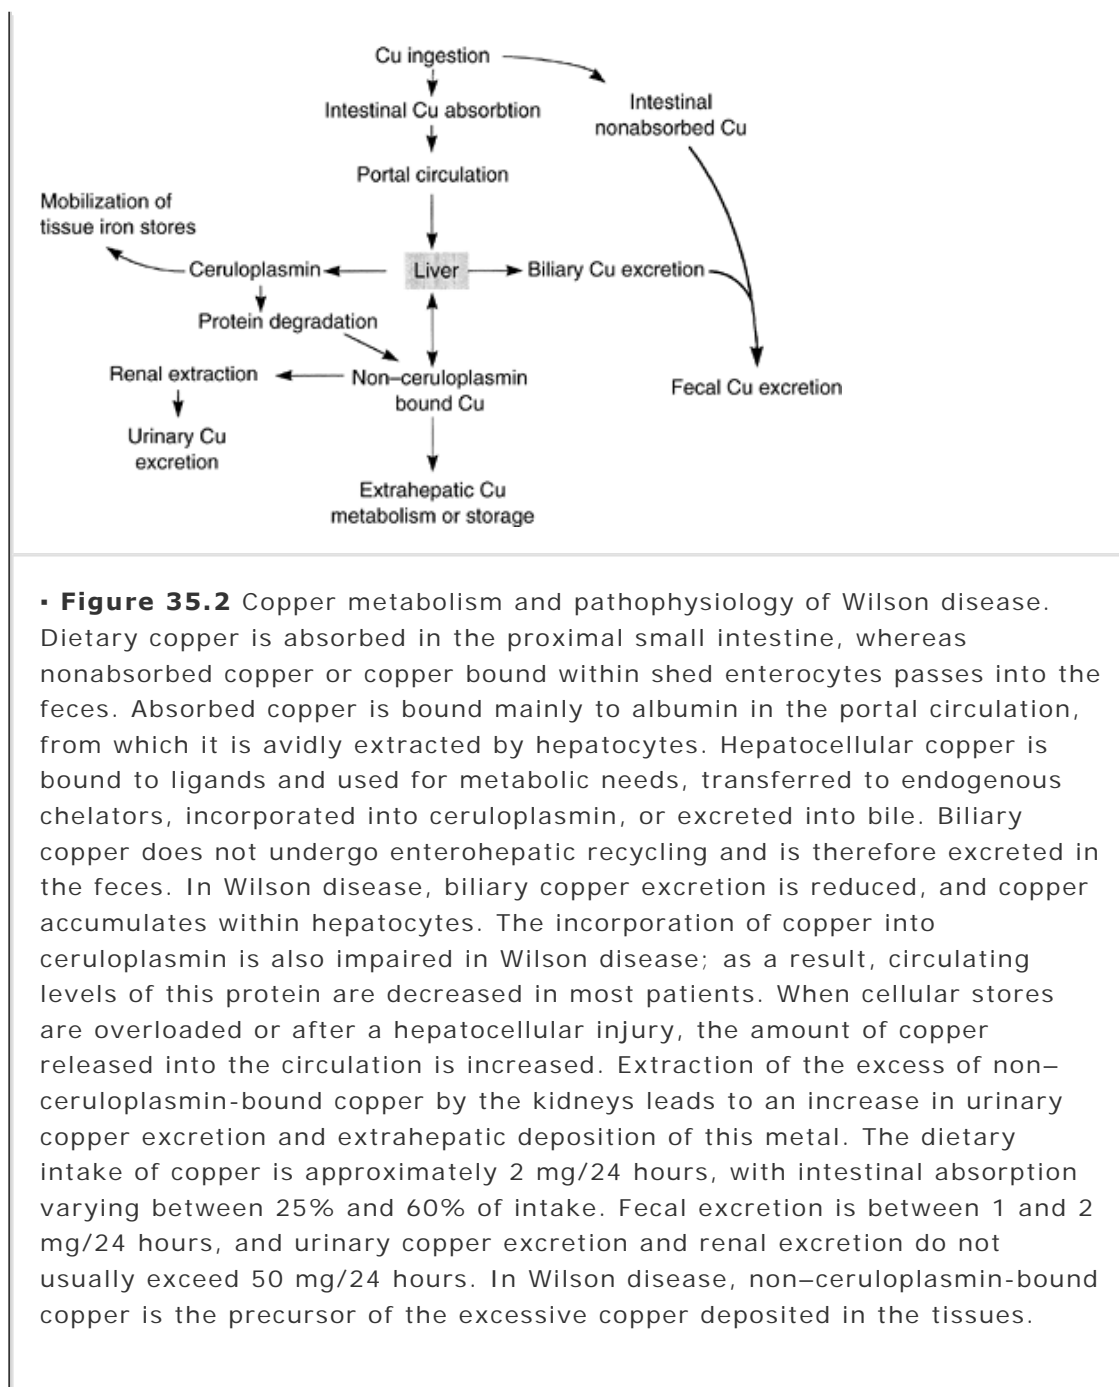 Cu ingestion
Intestinal Cu absorbtion
Intestinal
nonabsorbed Cu
Portal circulation
Mobilization of
tissue iron stores
Ceruloplasmin
Liver
Biliary Cu excretion
Protein degradation
Renal extraction
Non–ceruloplasmin
bound Cu
Fecal Cu excretion
Urinary Cu
excretion
Extrahepatic Cu
metabolism or storage
▪ Figure 35.2 Copper metabolism and pathophysiology of Wilson disease.
Dietary copper is absorbed in the proximal small intestine, whereas
nonabsorbed copper or copper bound within shed enterocytes passes into the
feces. Absorbed copper is bound mainly to albumin in the portal circulation,
from which it is avidly extracted by hepatocytes. Hepatocellular copper is
bound to ligands and used for metabolic needs, transferred to endogenous
chelators, incorporated into ceruloplasmin, or excreted into bile. Biliary
copper does not undergo enterohepatic recycling and is therefore excreted in
the feces. In Wilson disease, biliary copper excretion is reduced, and copper
accumulates within hepatocytes. The incorporation of copper into
ceruloplasmin is also impaired in Wilson disease; as a result, circulating
levels of this protein are decreased in most patients. When cellular stores
are overloaded or after a hepatocellular injury, the amount of copper
released into the circulation is increased. Extraction of the excess of non–
ceruloplasmin-bound copper by the kidneys leads to an increase in urinary
copper excretion and extrahepatic deposition of this metal. The dietary
intake of copper is approximately 2 mg/24 hours, with intestinal absorption
varying between 25% and 60% of intake. Fecal excretion is between 1 and 2
mg/24 hours, and urinary copper excretion and renal excretion do not
usually exceed 50 mg/24 hours. In Wilson disease, non–ceruloplasmin-bound
copper is the precursor of the excessive copper deposited in the tissues.